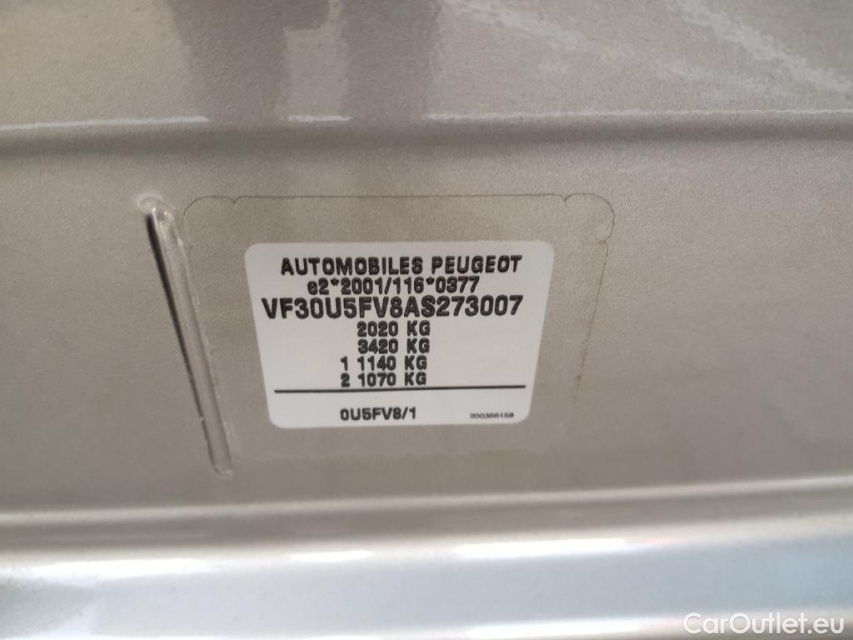 AUTOMOBILES PEUGEOT
e2*2001/116*0377
VF30U5FV8AS273007
2020 KG
3420 KG
1 1140 KG
2 1070 KG
0U5FV8/1
CarOutlet.eu